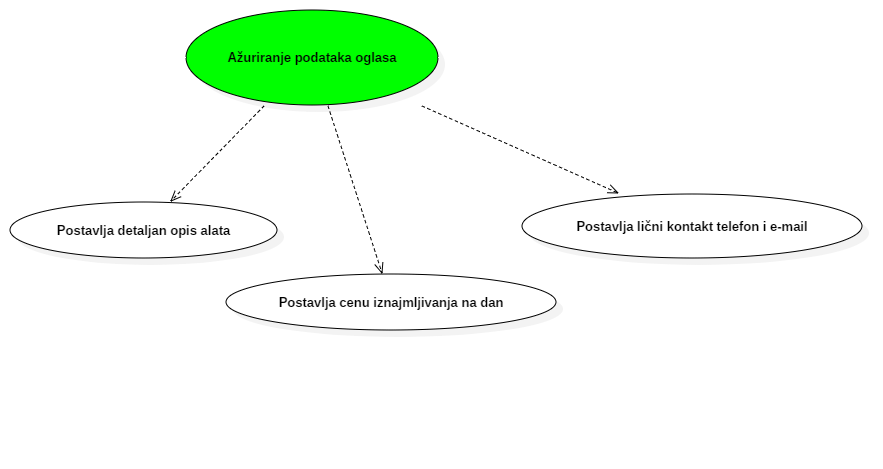 Ažuriranje podataka oglasa
Postavlja detaljan opis alata
Postavlja lični kontakt telefon i e-mail
Postavlja cenu iznajmljivanja na dan